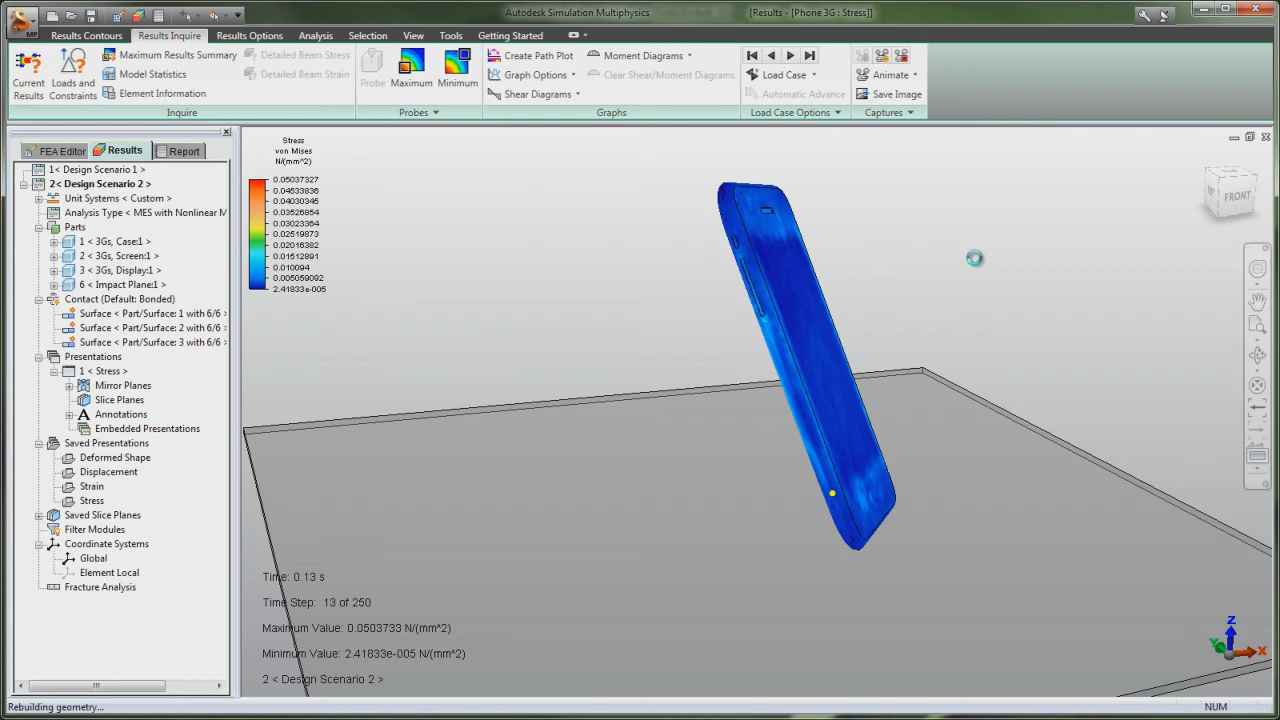 MP
Autodesk Simulation Multiphysics [Results - [Phone 3G : Stress]]
Results Contours Results Inquire Results Options Analysis Selection View Tools Getting Started
Current Results
Loads and Constraints
Maximum Results Summary
Model Statistics
Element Information
Detailed Beam Stress
Detailed Beam Strain
Inquire
Probe
Maximum
Minimum
Probes
Create Path Plot
Graph Options
Shear Diagrams
Moment Diagrams
Clear Shear/Moment Diagrams
Graphs
Load Case
Automatic Advance
Load Case Options
Animate
Save Image
Captures
FEA Editor Results Report
1< Design Scenario 1 >
2< Design Scenario 2 >
Unit Systems < Custom >
Analysis Type < MES with Nonlinear M
Parts
1 < 3Gs, Case:1 >
2 < 3Gs, Screen:1 >
3 < 3Gs, Display:1 >
6 < Impact Plane:1 >
Contact (Default: Bonded)
Surface < Part/Surface: 1 with 6/6 >
Surface < Part/Surface: 2 with 6/6 >
Surface < Part/Surface: 3 with 6/6 >
Presentations
1 < Stress >
Mirror Planes
Slice Planes
Annotations
Embedded Presentations
Saved Presentations
Deformed Shape
Displacement
Strain
Stress
Saved Slice Planes
Filter Modules
Coordinate Systems
Global
Element Local
Fracture Analysis
Stress
von Mises
N/(mm^2)
0.05037327
0.04533836
0.04030345
0.03526854
0.03023364
0.02519873
0.02016382
0.01512891
0.010094
0.005059092
2.41833e-005
FRONT
Time: 0.13 s
Time Step: 13 of 250
Maximum Value: 0.0503733 N/(mm^2)
Minimum Value: 2.41833e-005 N/(mm^2)
2 < Design Scenario 2 >
Z
Y
X
Rebuilding geometry...
NUM